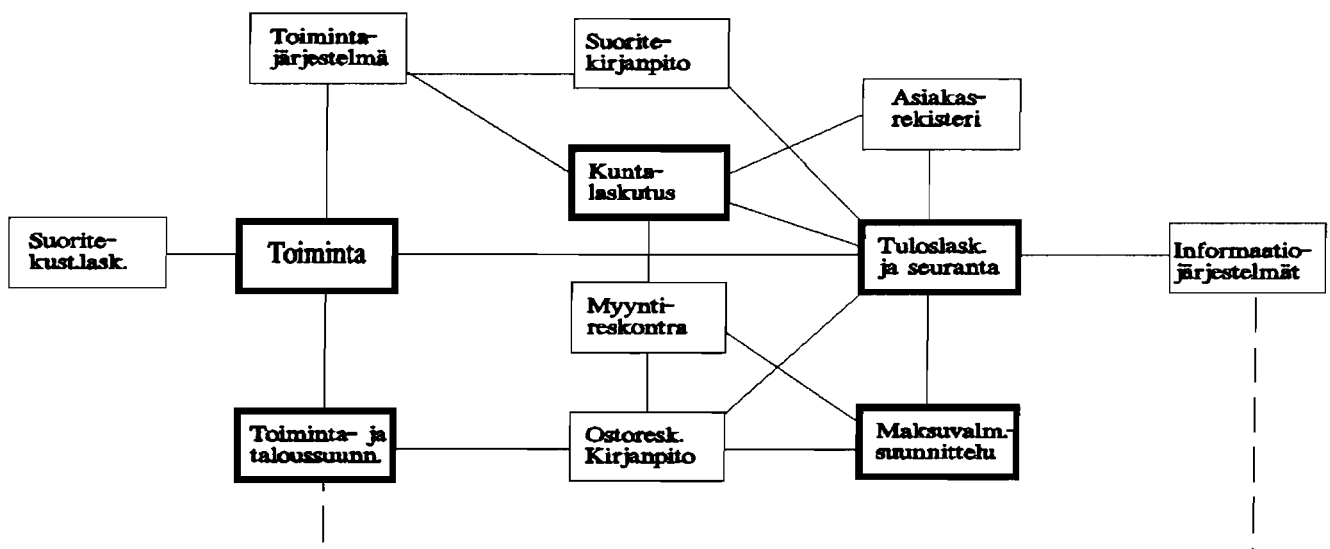 Toiminta-
järjestelmä
Suorite-
kirjanpito
Asiakas-
rekisteri
Kunta-
laskutus
Suorite-
kust.lask.
Toiminta
Tuloslask.
ja seuranta
Informaatio-
järjestelmät
Myynti-
reskontra
Toiminta- ja
taloussuunn.
Ostoresk.
Kirjanpito
Maksuvalm.-
suunnittelu